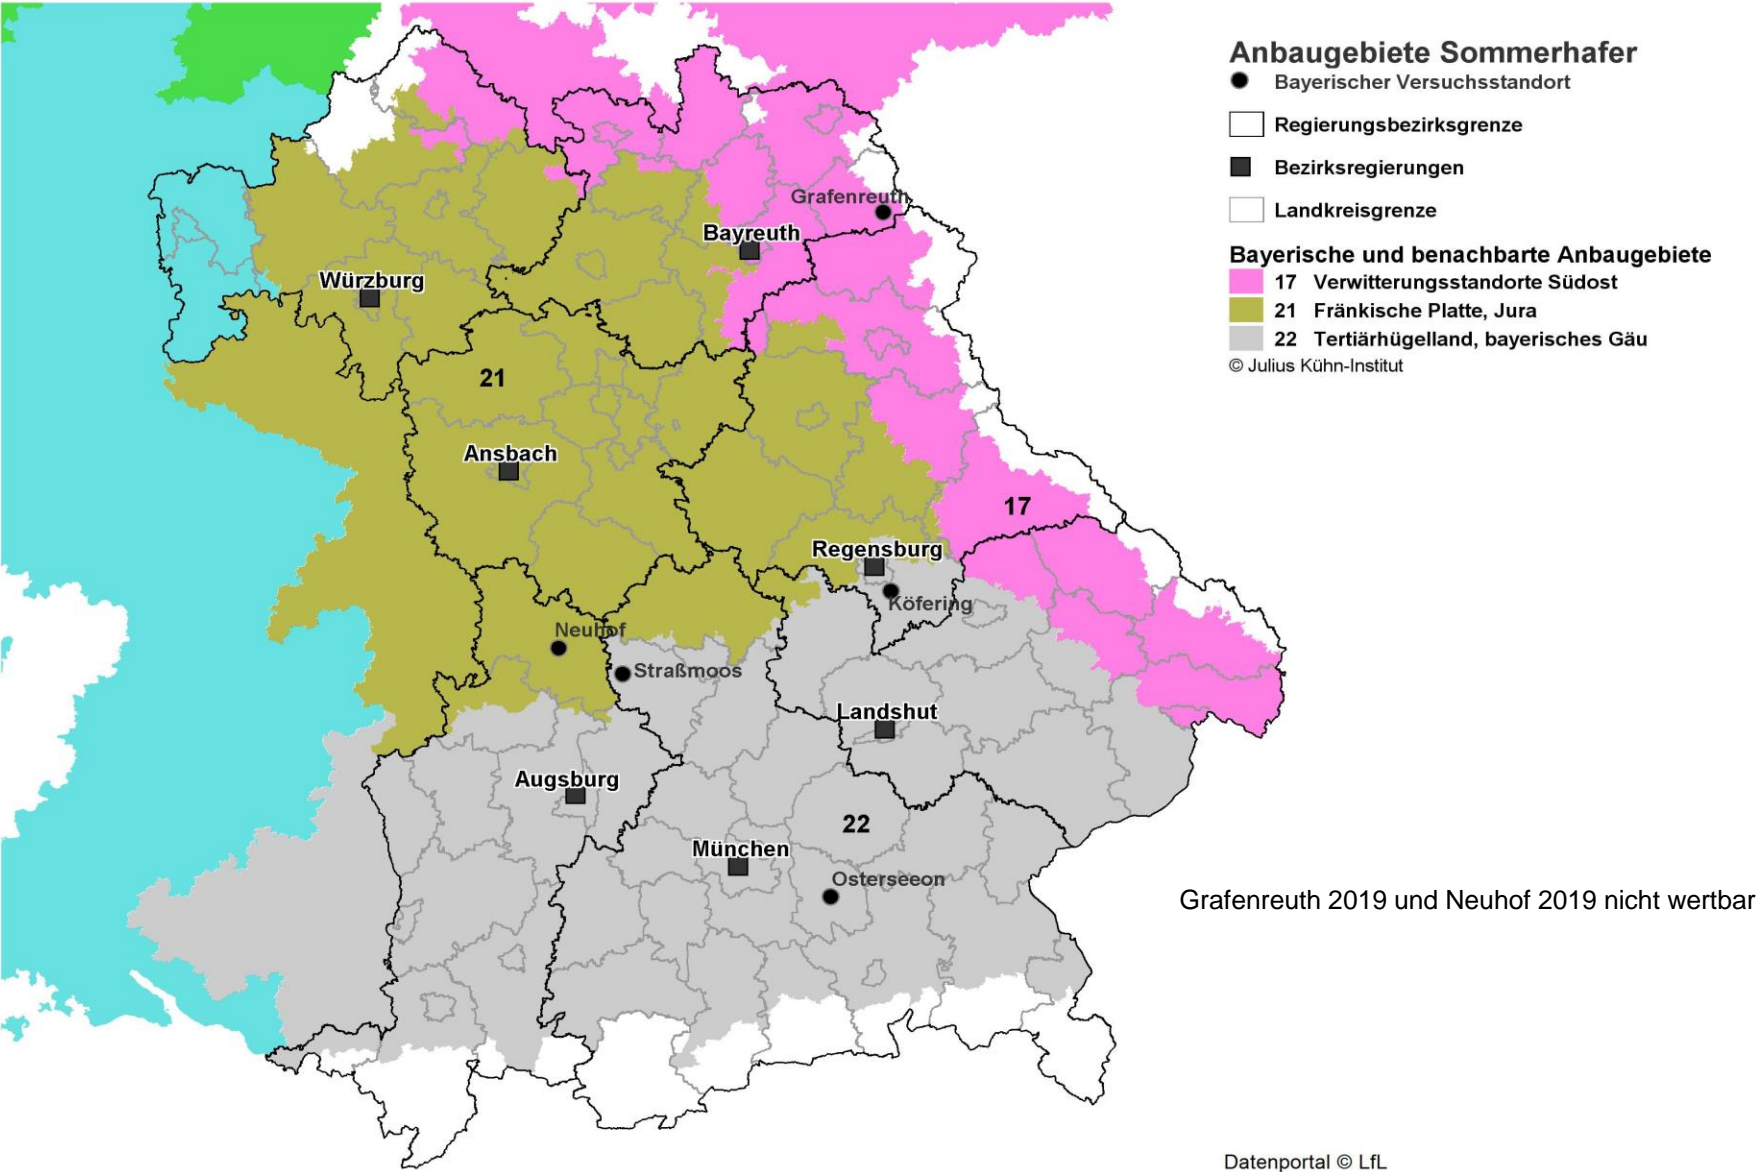 Anbaugebiete Sommerhafer
Bayerischer Versuchsstandort
Regierungsbezirksgrenze
Bezirksregierungen
Landkreisgrenze
Bayerische und benachbarte Anbaugebiete
17 Verwitterungsstandorte Südost
21 Fränkische Platte, Jura
22 Tertiärhügelland, bayerisches Gäu
© Julius Kühn-Institut
Grafenreuth
Bayreuth
Würzburg
21
Ansbach
17
Regensburg
Köfering
Neuhof
Straßmoos
Landshut
Augsburg
22
München
Osterseeon
Grafenreuth 2019 und Neuhof 2019 nicht wertbar
Datenportal © LfL